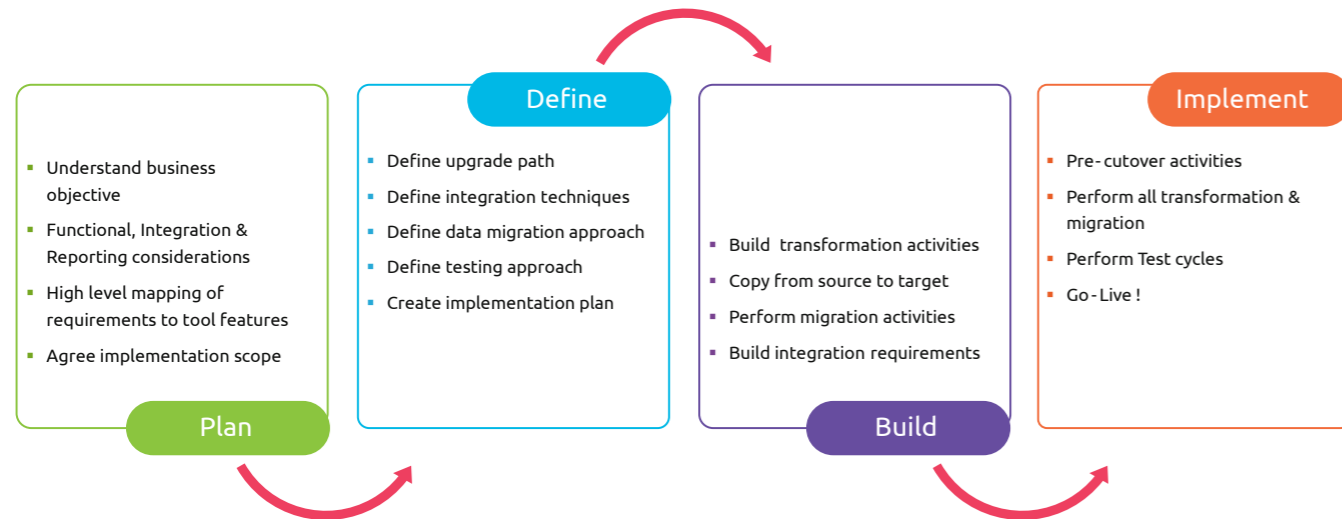 Plan
Understand business
objective
Functional, Integration &
Reporting considerations
High level mapping of
requirements to tool features
Agree implementation scope
Define
Define upgrade path
Define integration techniques
Define data migration approach
Define testing approach
Create implementation plan
Build
Build transformation activities
Copy from source to target
Perform migration activities
Build integration requirements
Implement
Pre-cutover activities
Perform all transformation &
migration
Perform Test cycles
Go-Live !